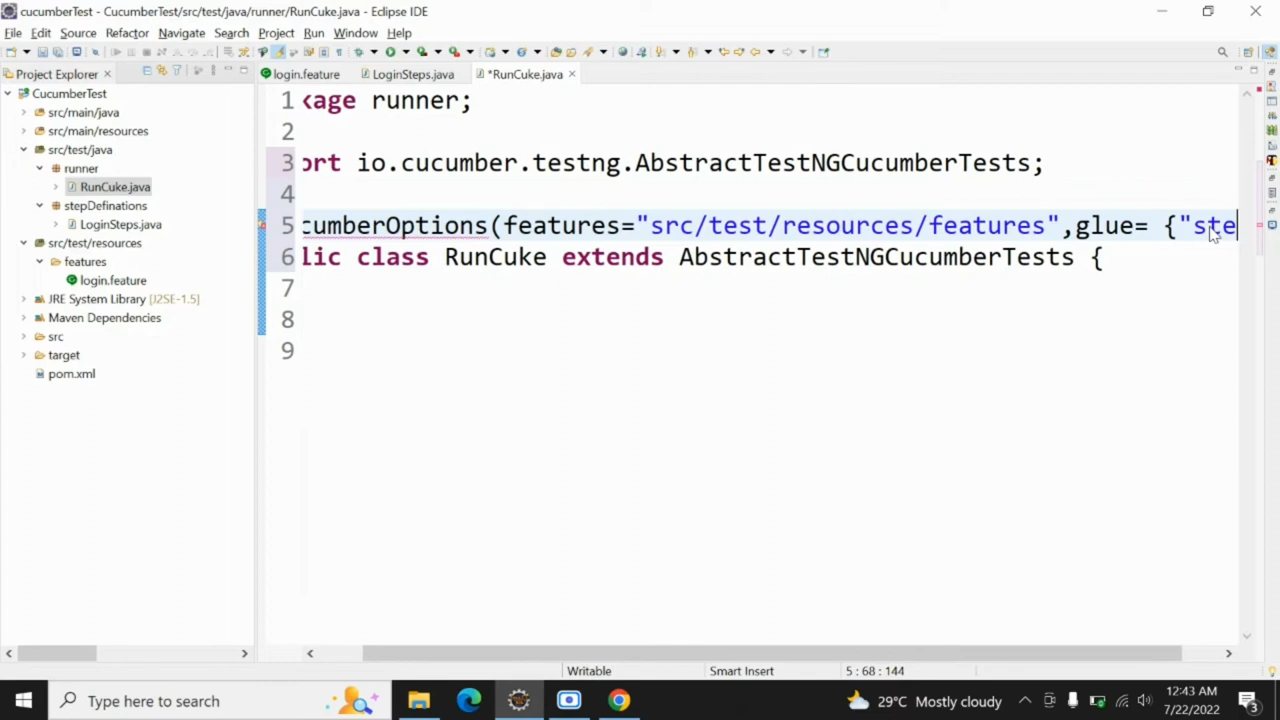 cucumberTest - CucumberTest/src/test/java/runner/RunCuke.java - Eclipse IDE
File Edit Source Refactor Navigate Search Project Run Window Help
Project Explorer
login.feature LoginSteps.java *RunCuke.java
CucumberTest
src/main/java
src/main/resources
src/test/java
runner
RunCuke.java
stepDefinations
LoginSteps.java
src/test/resources
features
login.feature
JRE System Library [J2SE-1.5]
Maven Dependencies
src
target
pom.xml
1 kage runner;
2
3 ort io.cucumber.testng.AbstractTestNGCucumberTests;
4
5 cumberOptions(features="src/test/resources/features",glue= {"ste
6 lic class RunCuke extends AbstractTestNGCucumberTests {
7
8
9
Writable Smart Insert 5 : 68 : 144
Type here to search 29°C Mostly cloudy 12:43 AM
7/22/2022 3